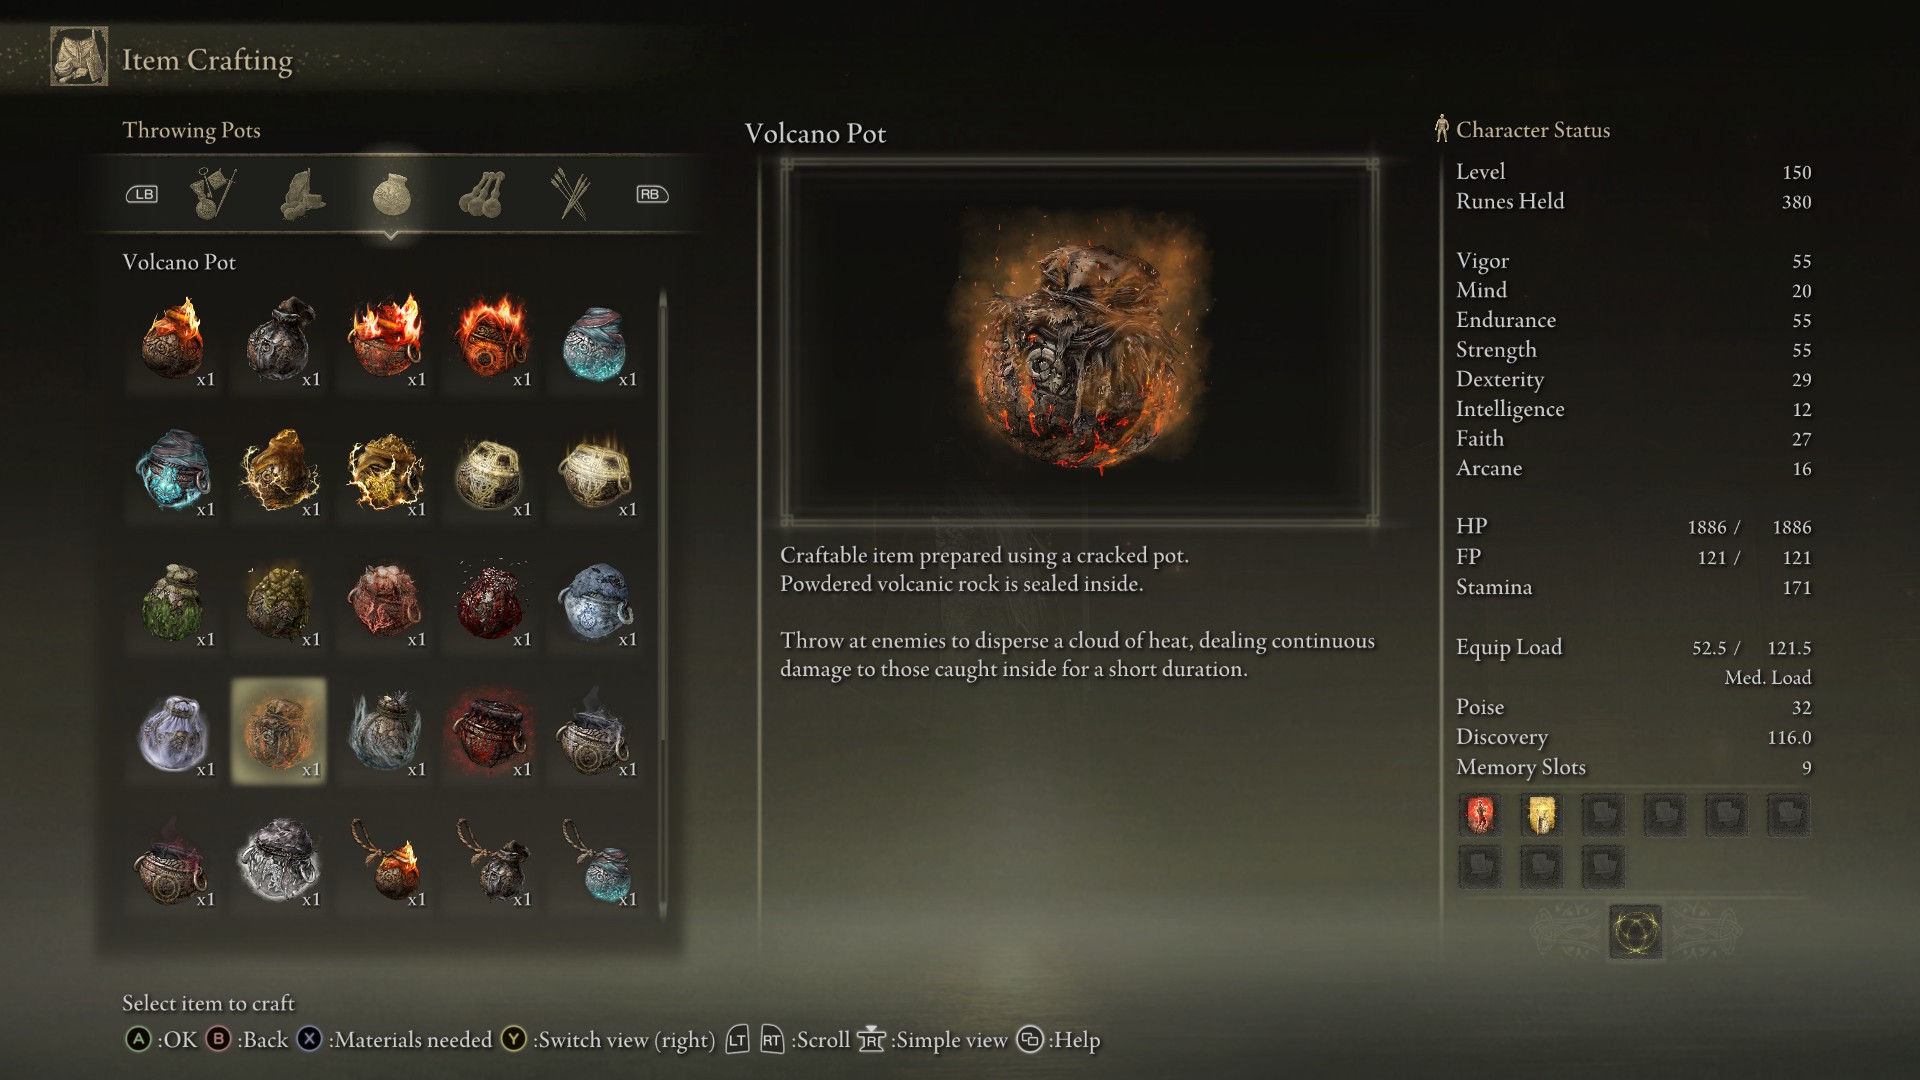 Item Crafting
Throwing Pots
LB
RB
Volcano Pot
x1 x1 x1 x1 x1
x1 x1 x1 x1 x1
x1 x1 x1 x1 x1
x1 x1 x1 x1 x1
x1 x1 x1 x1 x1
Volcano Pot
Craftable item prepared using a cracked pot.
Powdered volcanic rock is sealed inside.
Throw at enemies to disperse a cloud of heat, dealing continuous
damage to those caught inside for a short duration.
Character Status
Level 150
Runes Held 380
Vigor 55
Mind 20
Endurance 55
Strength 55
Dexterity 29
Intelligence 12
Faith 27
Arcane 16
HP 1886 / 1886
FP 121 / 121
Stamina 171
Equip Load 52.5 / 121.5
Med. Load
Poise 32
Discovery 116.0
Memory Slots 9
Select item to craft
A :OK B :Back X :Materials needed Y :Switch view (right) LT RT :Scroll R :Simple view :Help